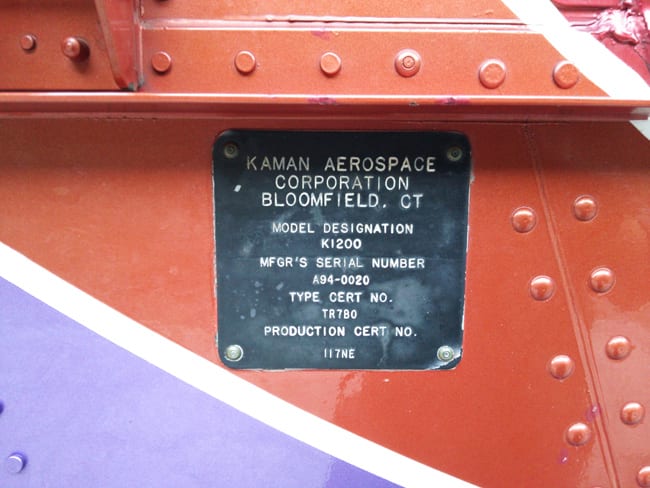 KAMAN AEROSPACE
CORPORATION
BLOOMFIELD, CT
MODEL DESIGNATION
K1200
MFGR'S SERIAL NUMBER
A94-0020
TYPE CERT NO.
TR7BO
PRODUCTION CERT NO.
117NE